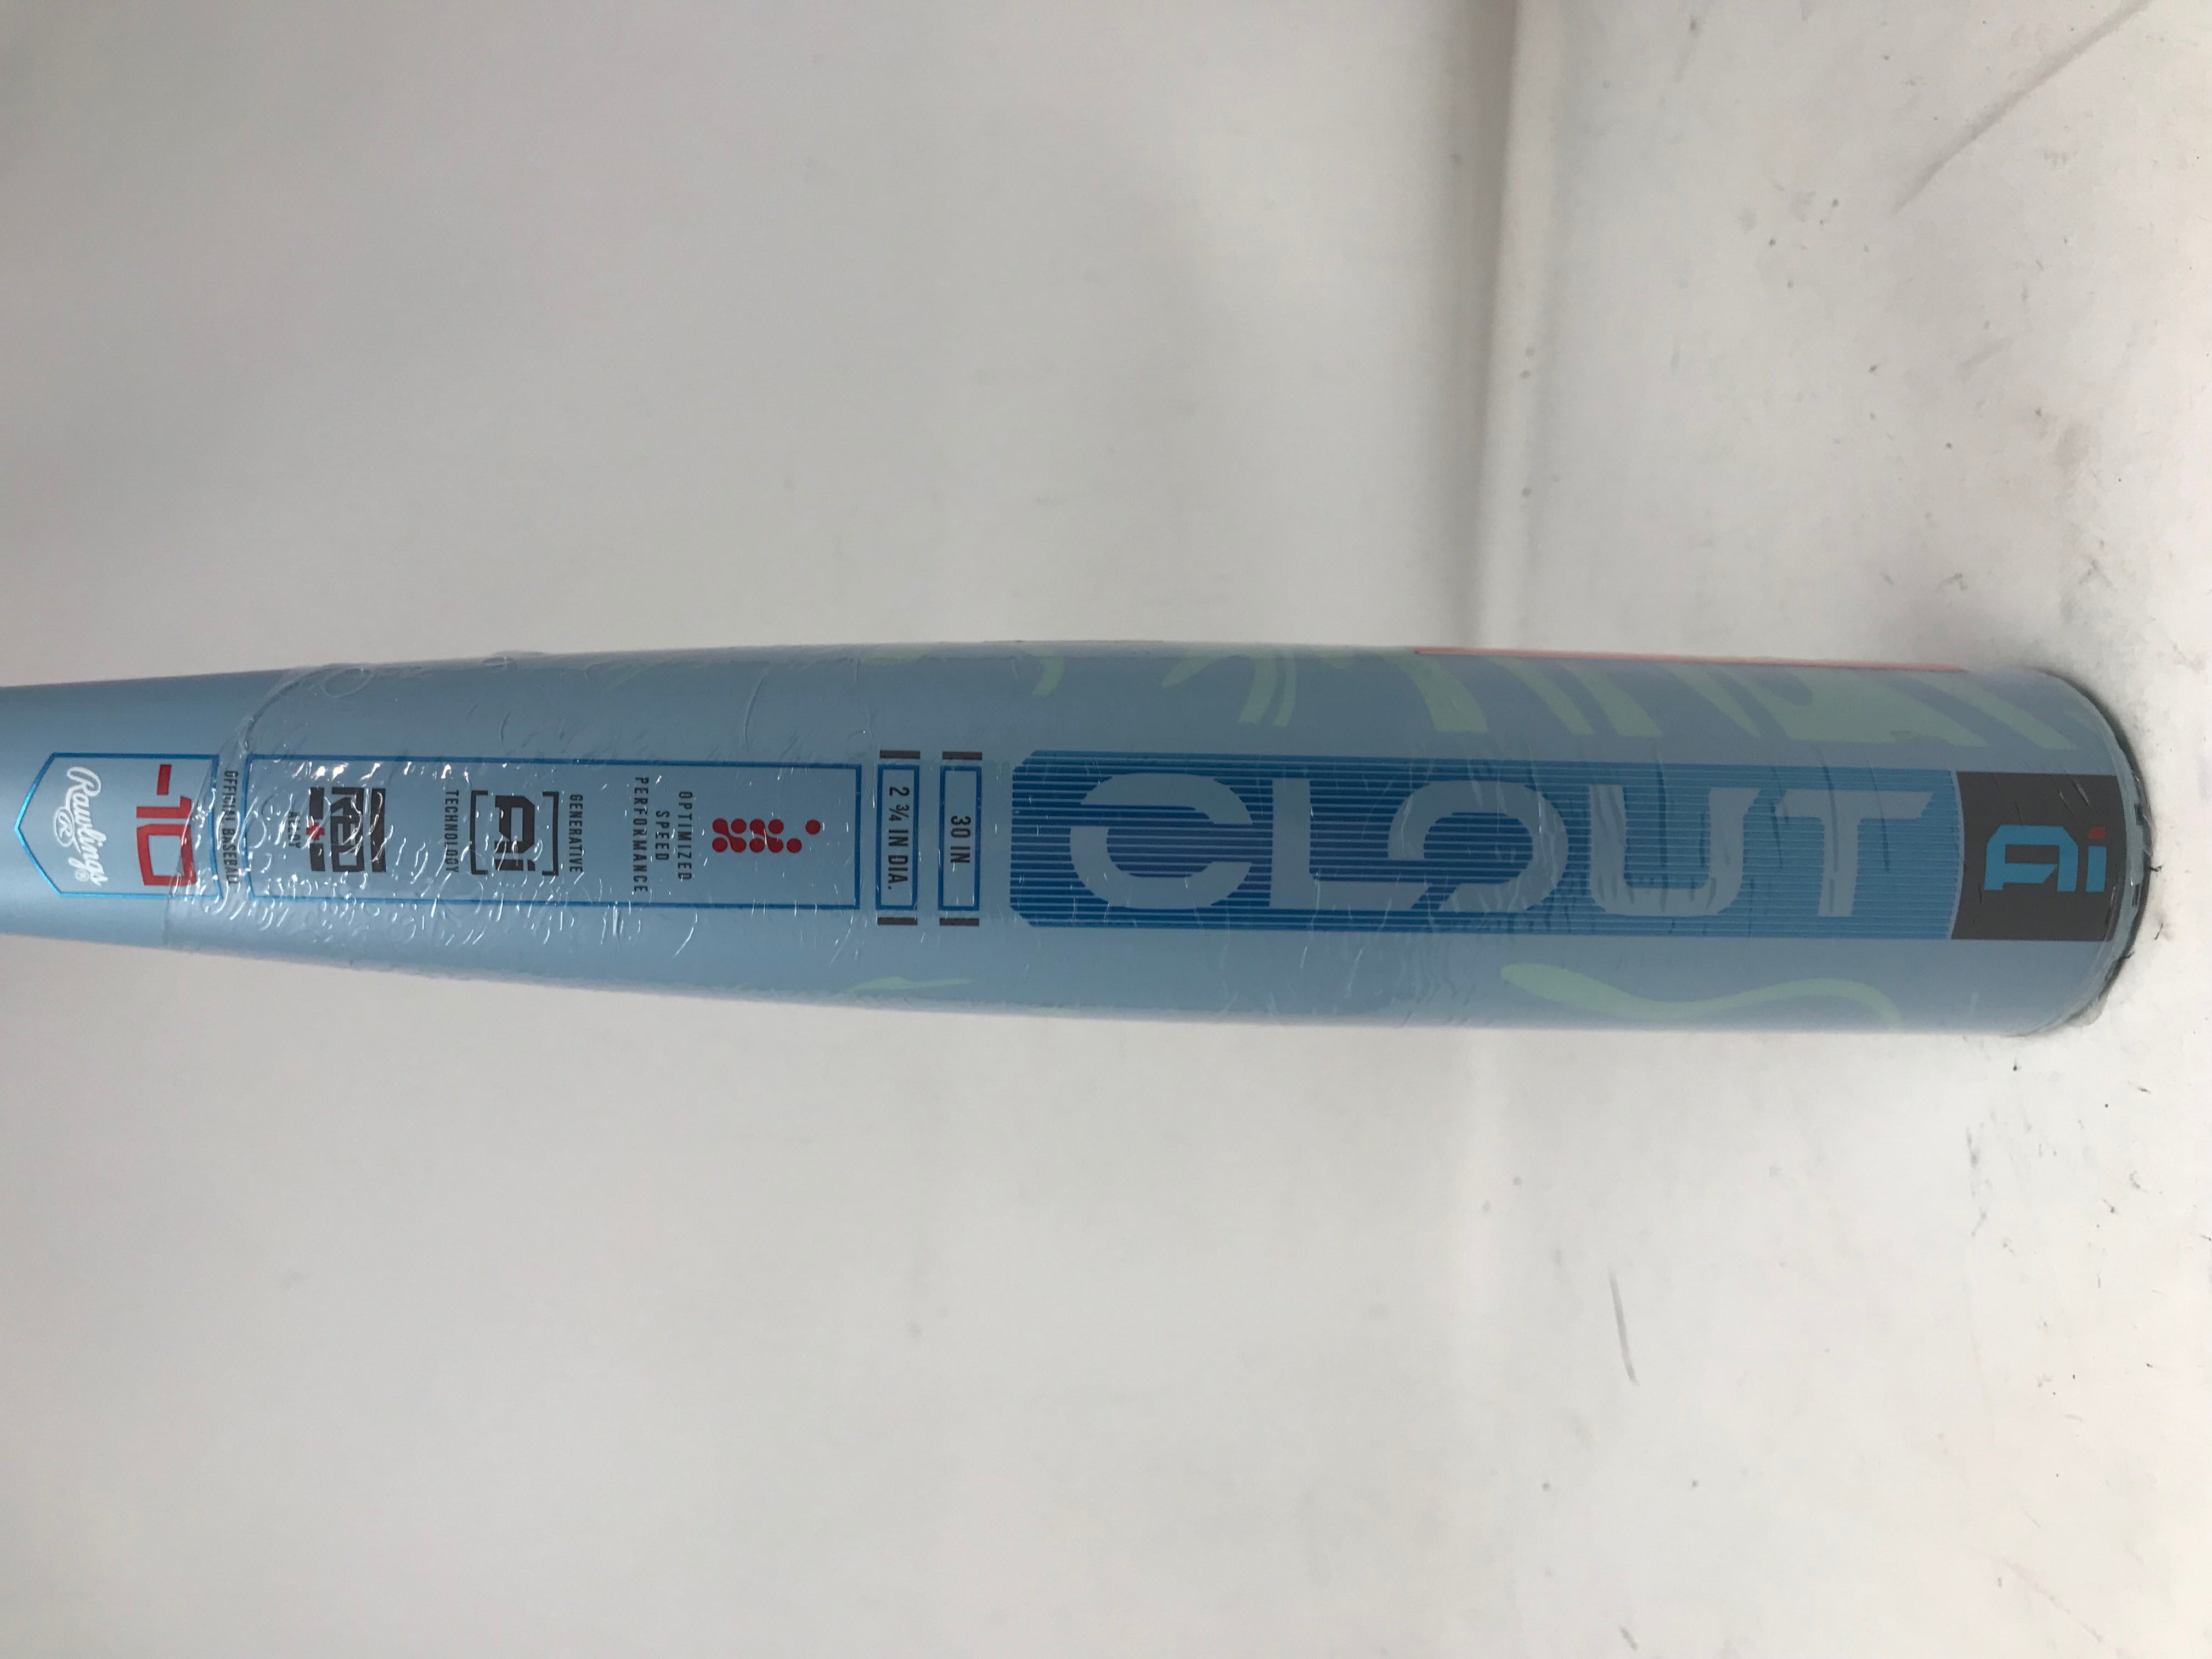 CLOUT
30 IN.
2 ¾ IN DIA.
OPTIMIZED
SPEED
PERFORMANCE
GENERATIVE
Ai
TECHNOLOGY
OFFICIAL BASEBALL
-10
R
Rawlings®